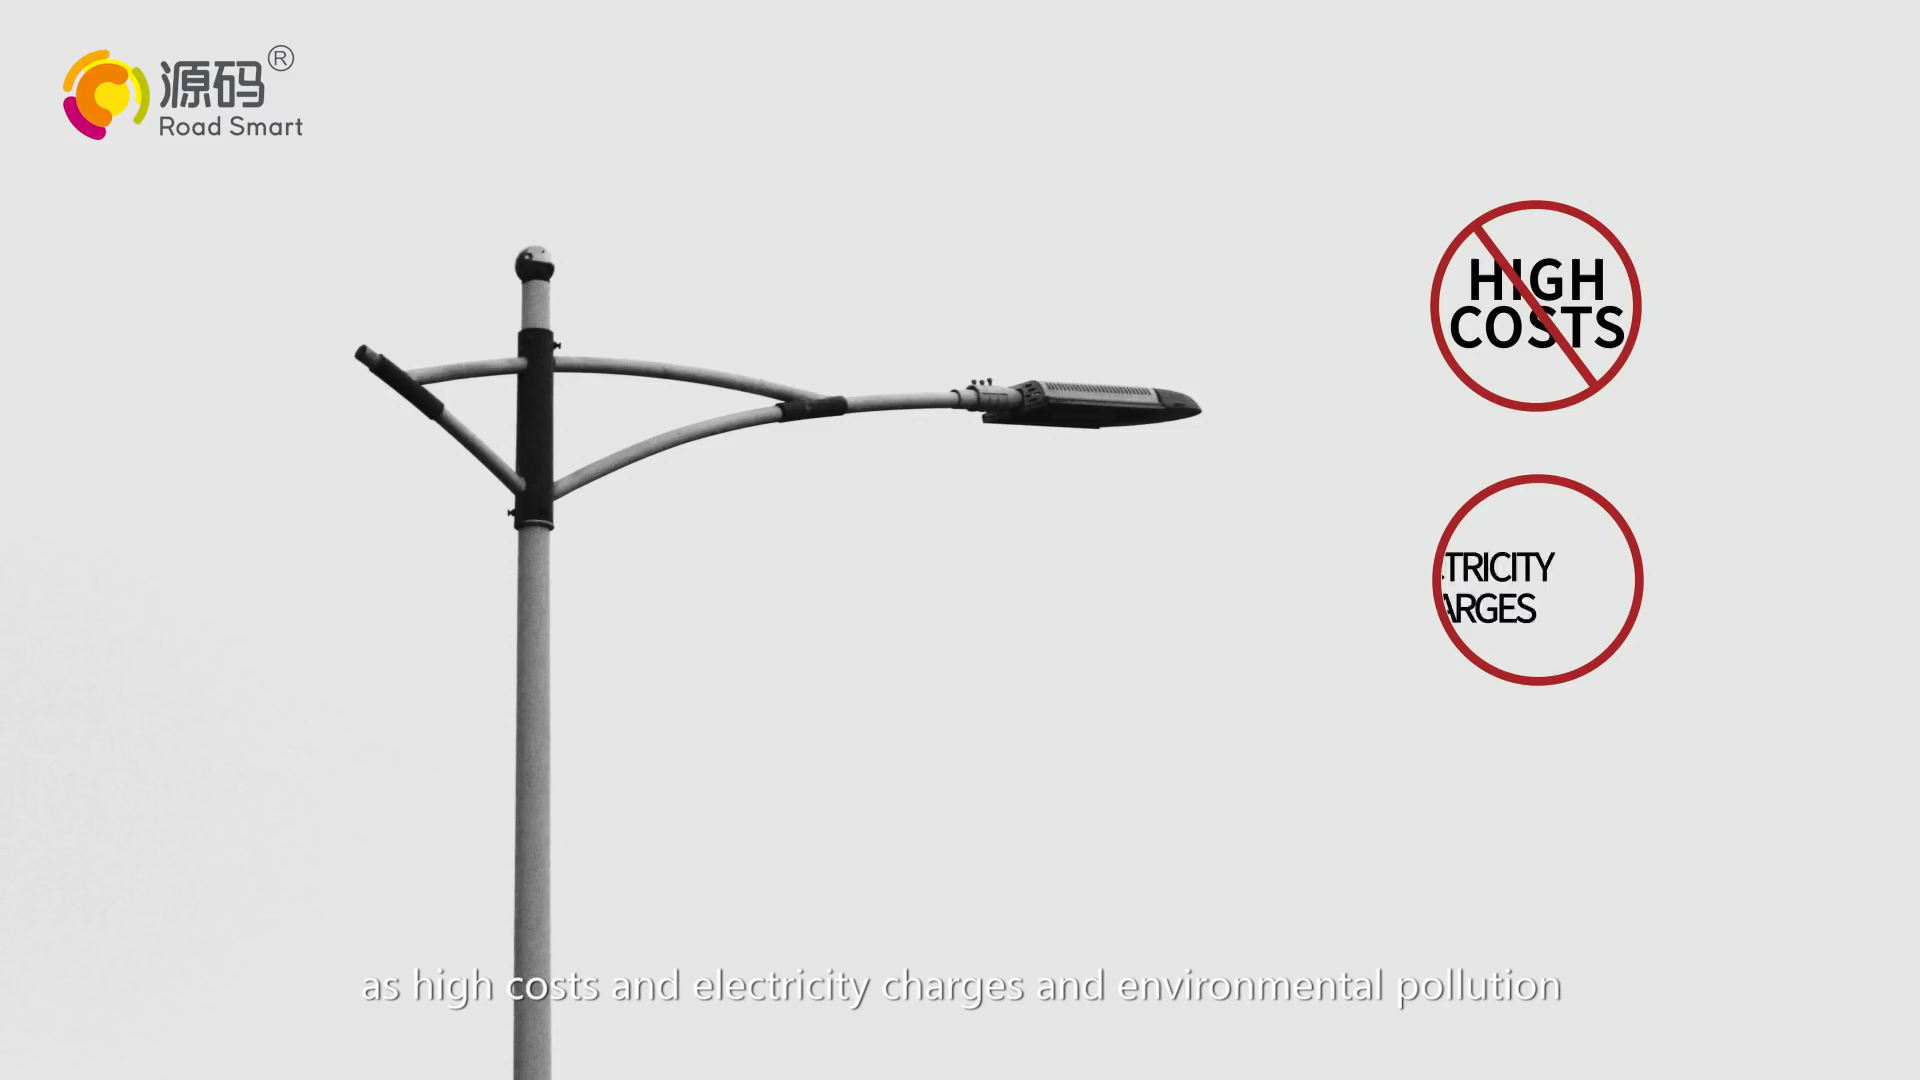 源码®
Road Smart
HIGH
COSTS
TRICITY
ARGES
as high costs and electricity charges and environmental pollution